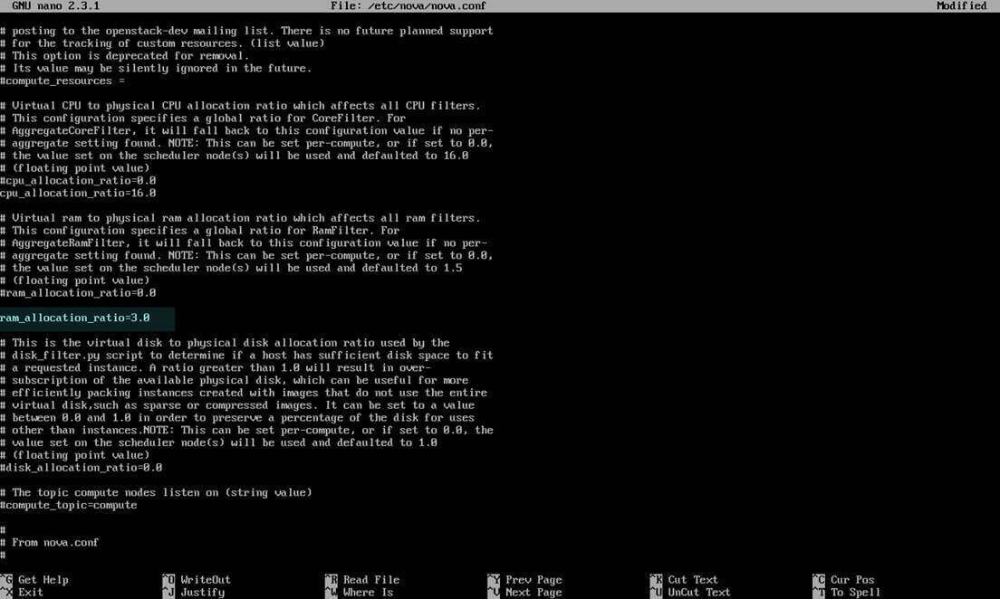 GNU nano 2.3.1 File: /etc/nova/nova.conf Modified
# posting to the openstack-dev mailing list. There is no future planned support
# for the tracking of custom resources. (list value)
# This option is deprecated for removal.
# Its value may be silently ignored in the future.
#compute_resources =
# Virtual CPU to physical CPU allocation ratio which affects all CPU filters.
# This configuration specifies a global ratio for CoreFilter. For
# AggregateCoreFilter, it will fall back to this configuration value if no per-
# aggregate setting found. NOTE: This can be set per-compute, or if set to 0.0,
# the value set on the scheduler node(s) will be used and defaulted to 16.0
# (floating point value)
#cpu_allocation_ratio=0.0
cpu_allocation_ratio=16.0
# Virtual ram to physical ram allocation ratio which affects all ram filters.
# This configuration specifies a global ratio for RamFilter. For
# AggregateRamFilter, it will fall back to this configuration value if no per-
# aggregate setting found. NOTE: This can be set per-compute, or if set to 0.0,
# the value set on the scheduler node(s) will be used and defaulted to 1.5
# (floating point value)
#ram_allocation_ratio=0.0
ram_allocation_ratio=3.0
# This is the virtual disk to physical disk allocation ratio used by the
# disk_filter.py script to determine if a host has sufficient disk space to fit
# a requested instance. A ratio greater than 1.0 will result in over-
# subscription of the available physical disk, which can be useful for more
# efficiently packing instances created with images that do not use the entire
# virtual disk,such as sparse or compressed images. It can be set to a value
# between 0.0 and 1.0 in order to preserve a percentage of the disk for uses
# other than instances.NOTE: This can be set per-compute, or if set to 0.0, the
# value set on the scheduler node(s) will be used and defaulted to 1.0
# (floating point value)
#disk_allocation_ratio=0.0
# The topic compute nodes listen on (string value)
#compute_topic=compute
#
# From nova.conf
#
^G Get Help ^O WriteOut ^R Read File ^Y Prev Page ^K Cut Text ^C Cur Pos
^X Exit ^J Justify ^W Where Is ^V Next Page ^U UnCut Text ^T To Spell